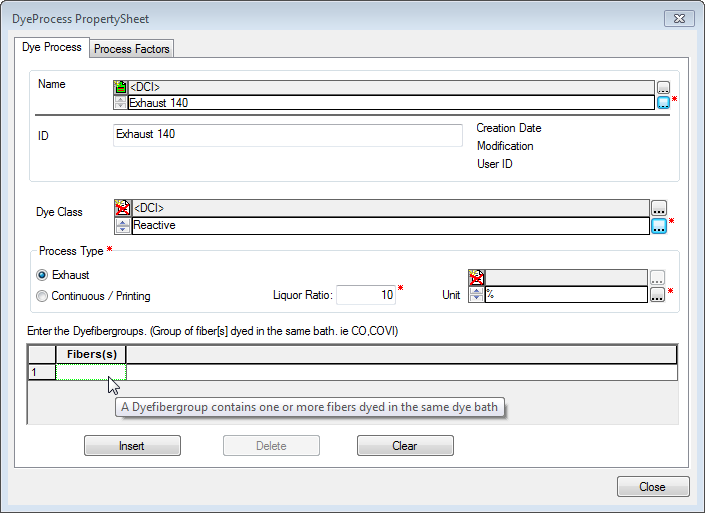 DyeProcess PropertySheet
Dye Process
Process Factors
Name
<DCI>
...
Exhaust 140
... *
ID
Exhaust 140
Creation Date
Modification
User ID
Dye Class
<DCI>
...
Reactive
... *
Process Type *
Exhaust
Continuous / Printing
Liquor Ratio:
10 *
Unit
...
%
... *
Enter the Dyefibergroups. (Group of fiber[s] dyed in the same bath. ie CO,COVI)
Fibers(s)
1
A Dyefibergroup contains one or more fibers dyed in the same dye bath
Insert
Delete
Clear
Close